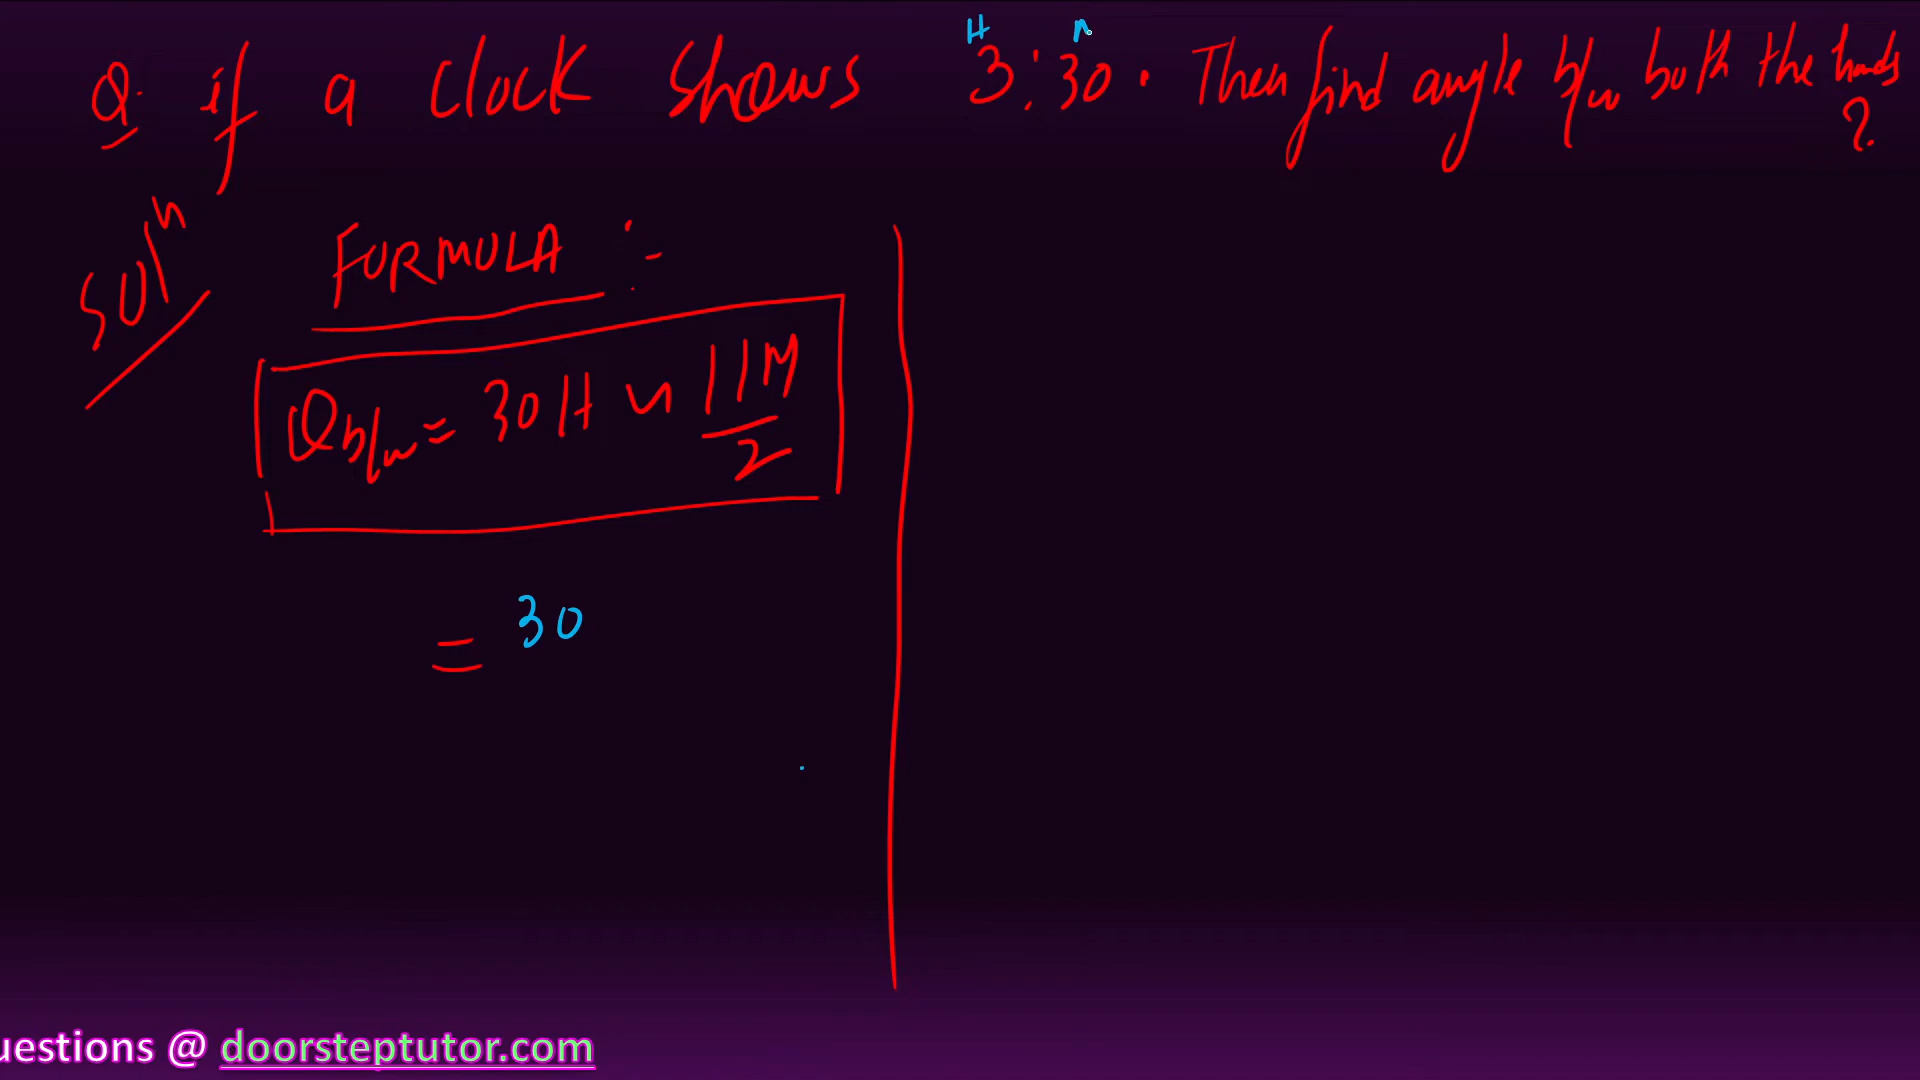 H M
Q. if a clock shows 3:30. Then find angle b/w both the hands ?
Solⁿ
FORMULA :-
θb/w = 30H ~ 11M/2
= 30
uestions @ doorsteptutor.com